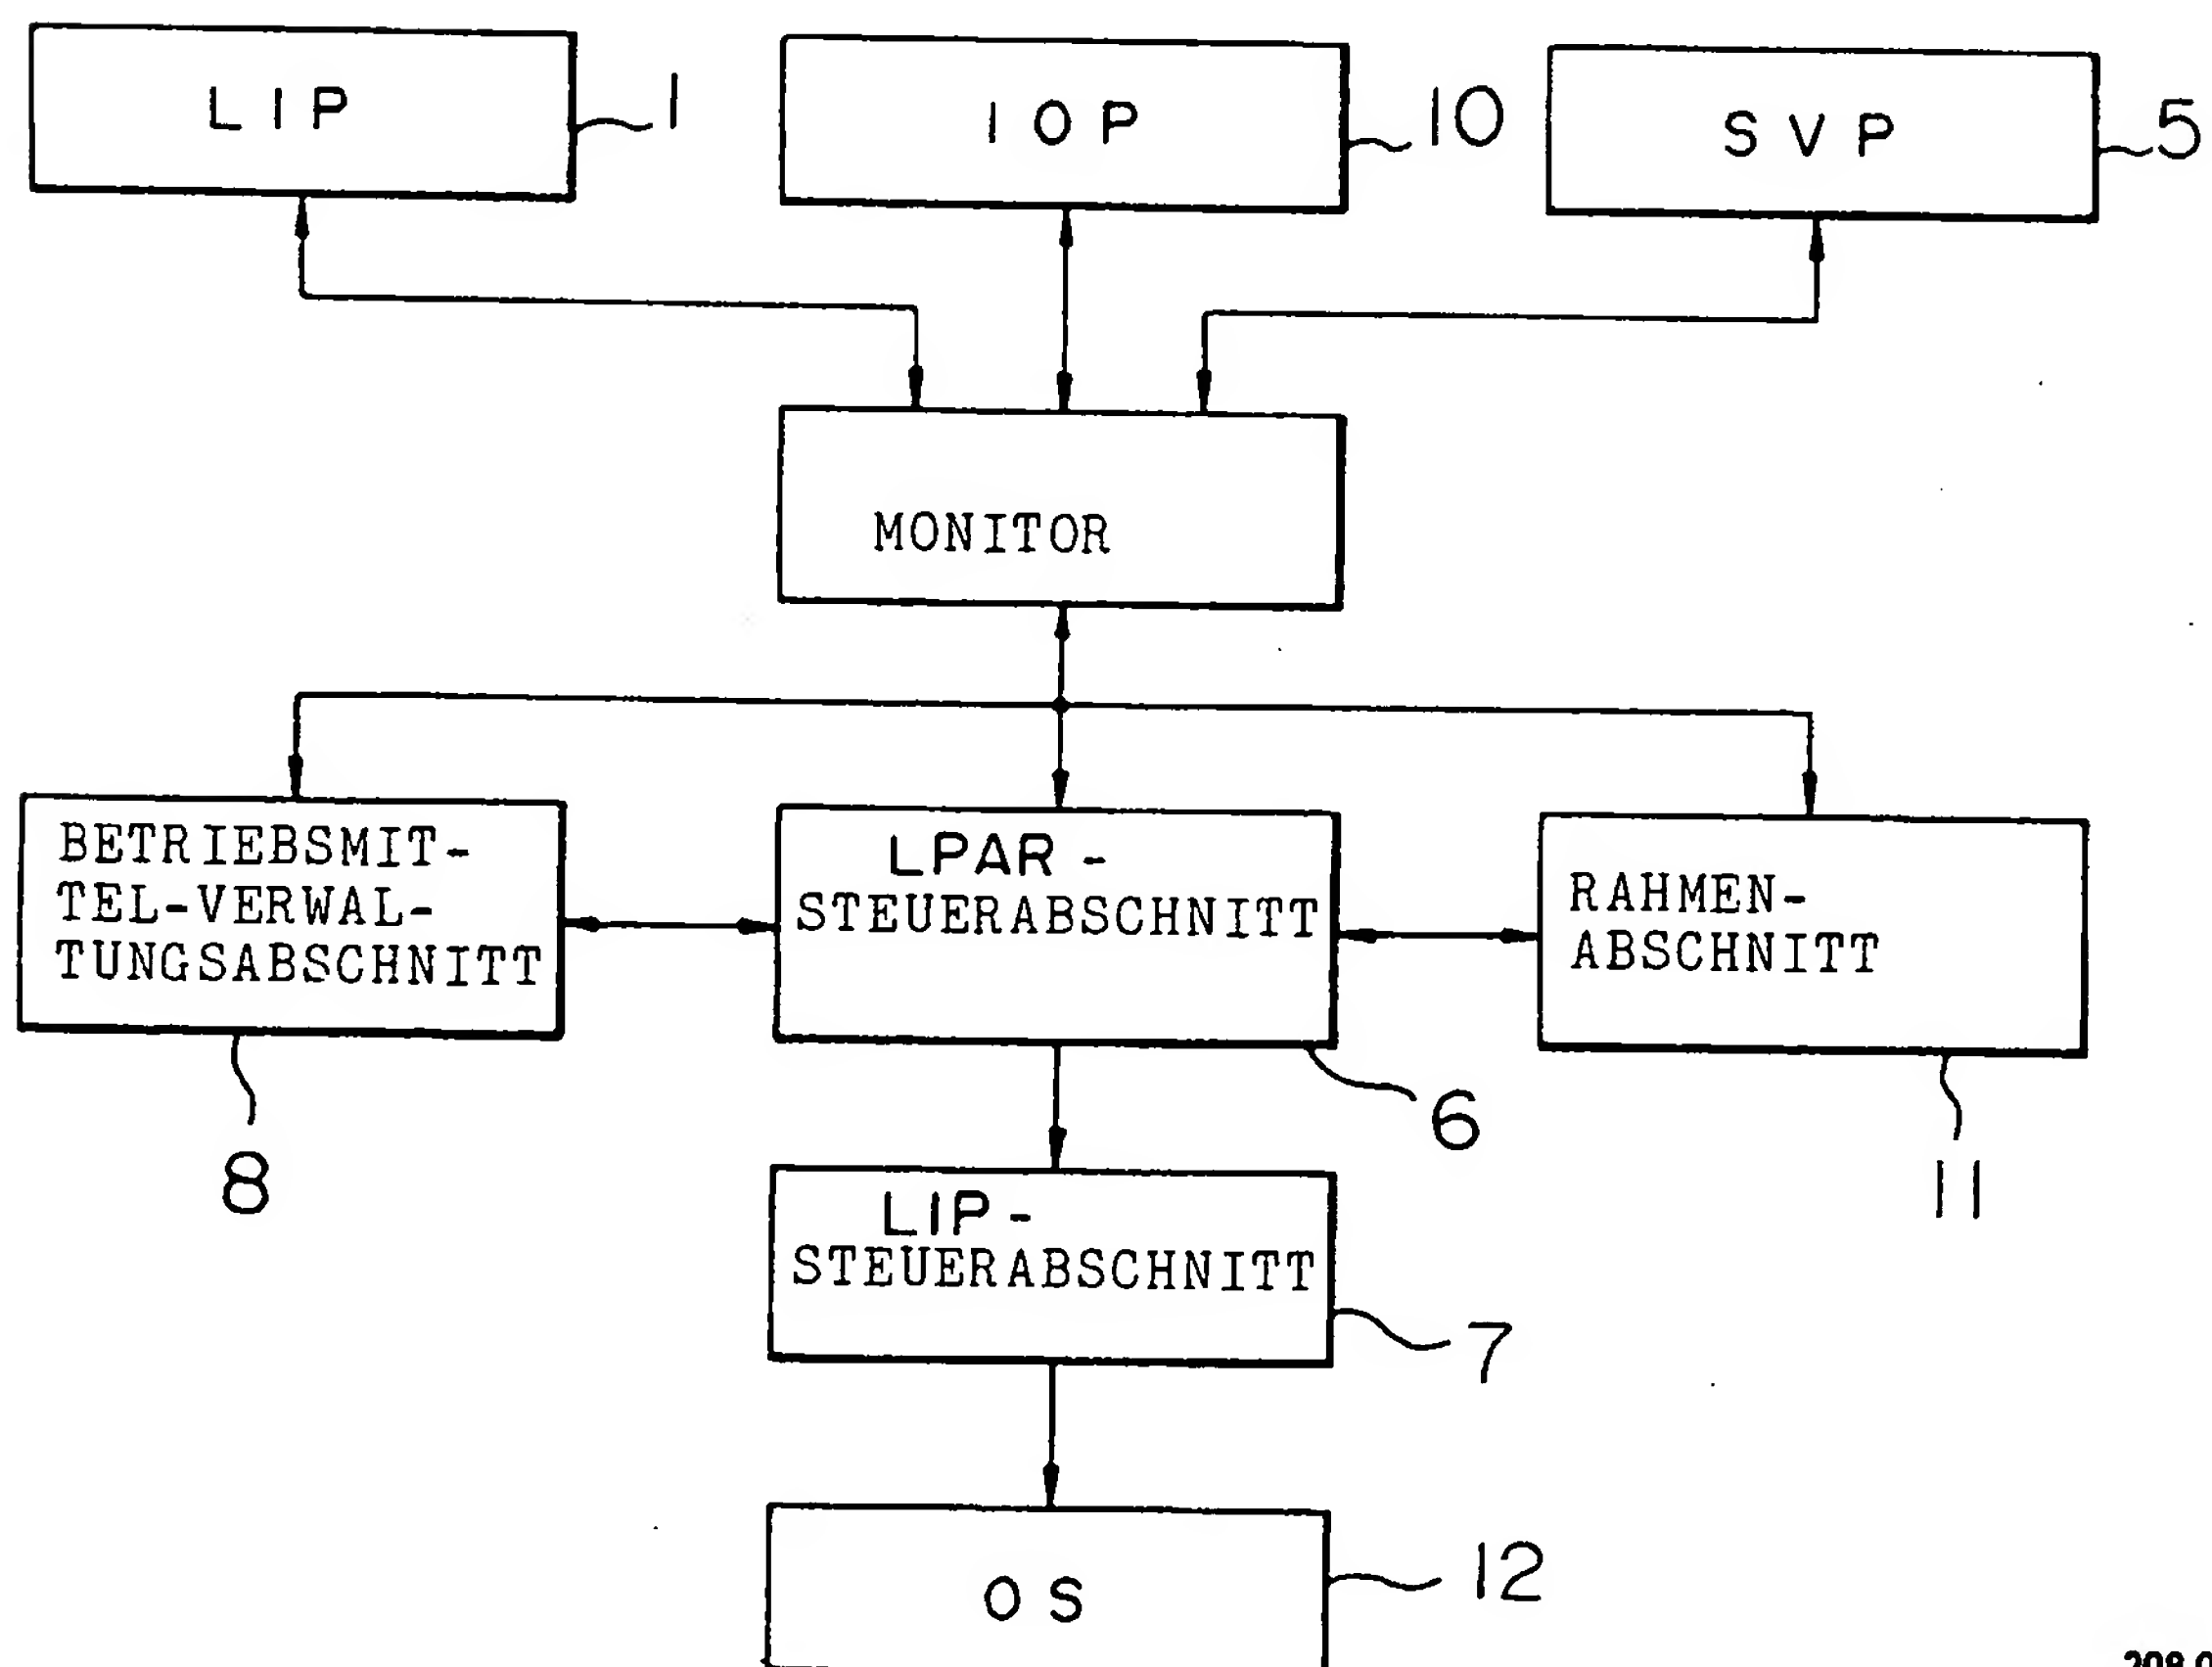 LIP
1
IOP
10
SVP
5
MONITOR
BETRIEBSMIT-
TEL-VERWAL-
TUNGSABSCHNITT
8
LPAR-
STEUERABSCHNITT
6
RAHMEN-
ABSCHNITT
11
LIP-
STEUERABSCHNITT
7
OS
12